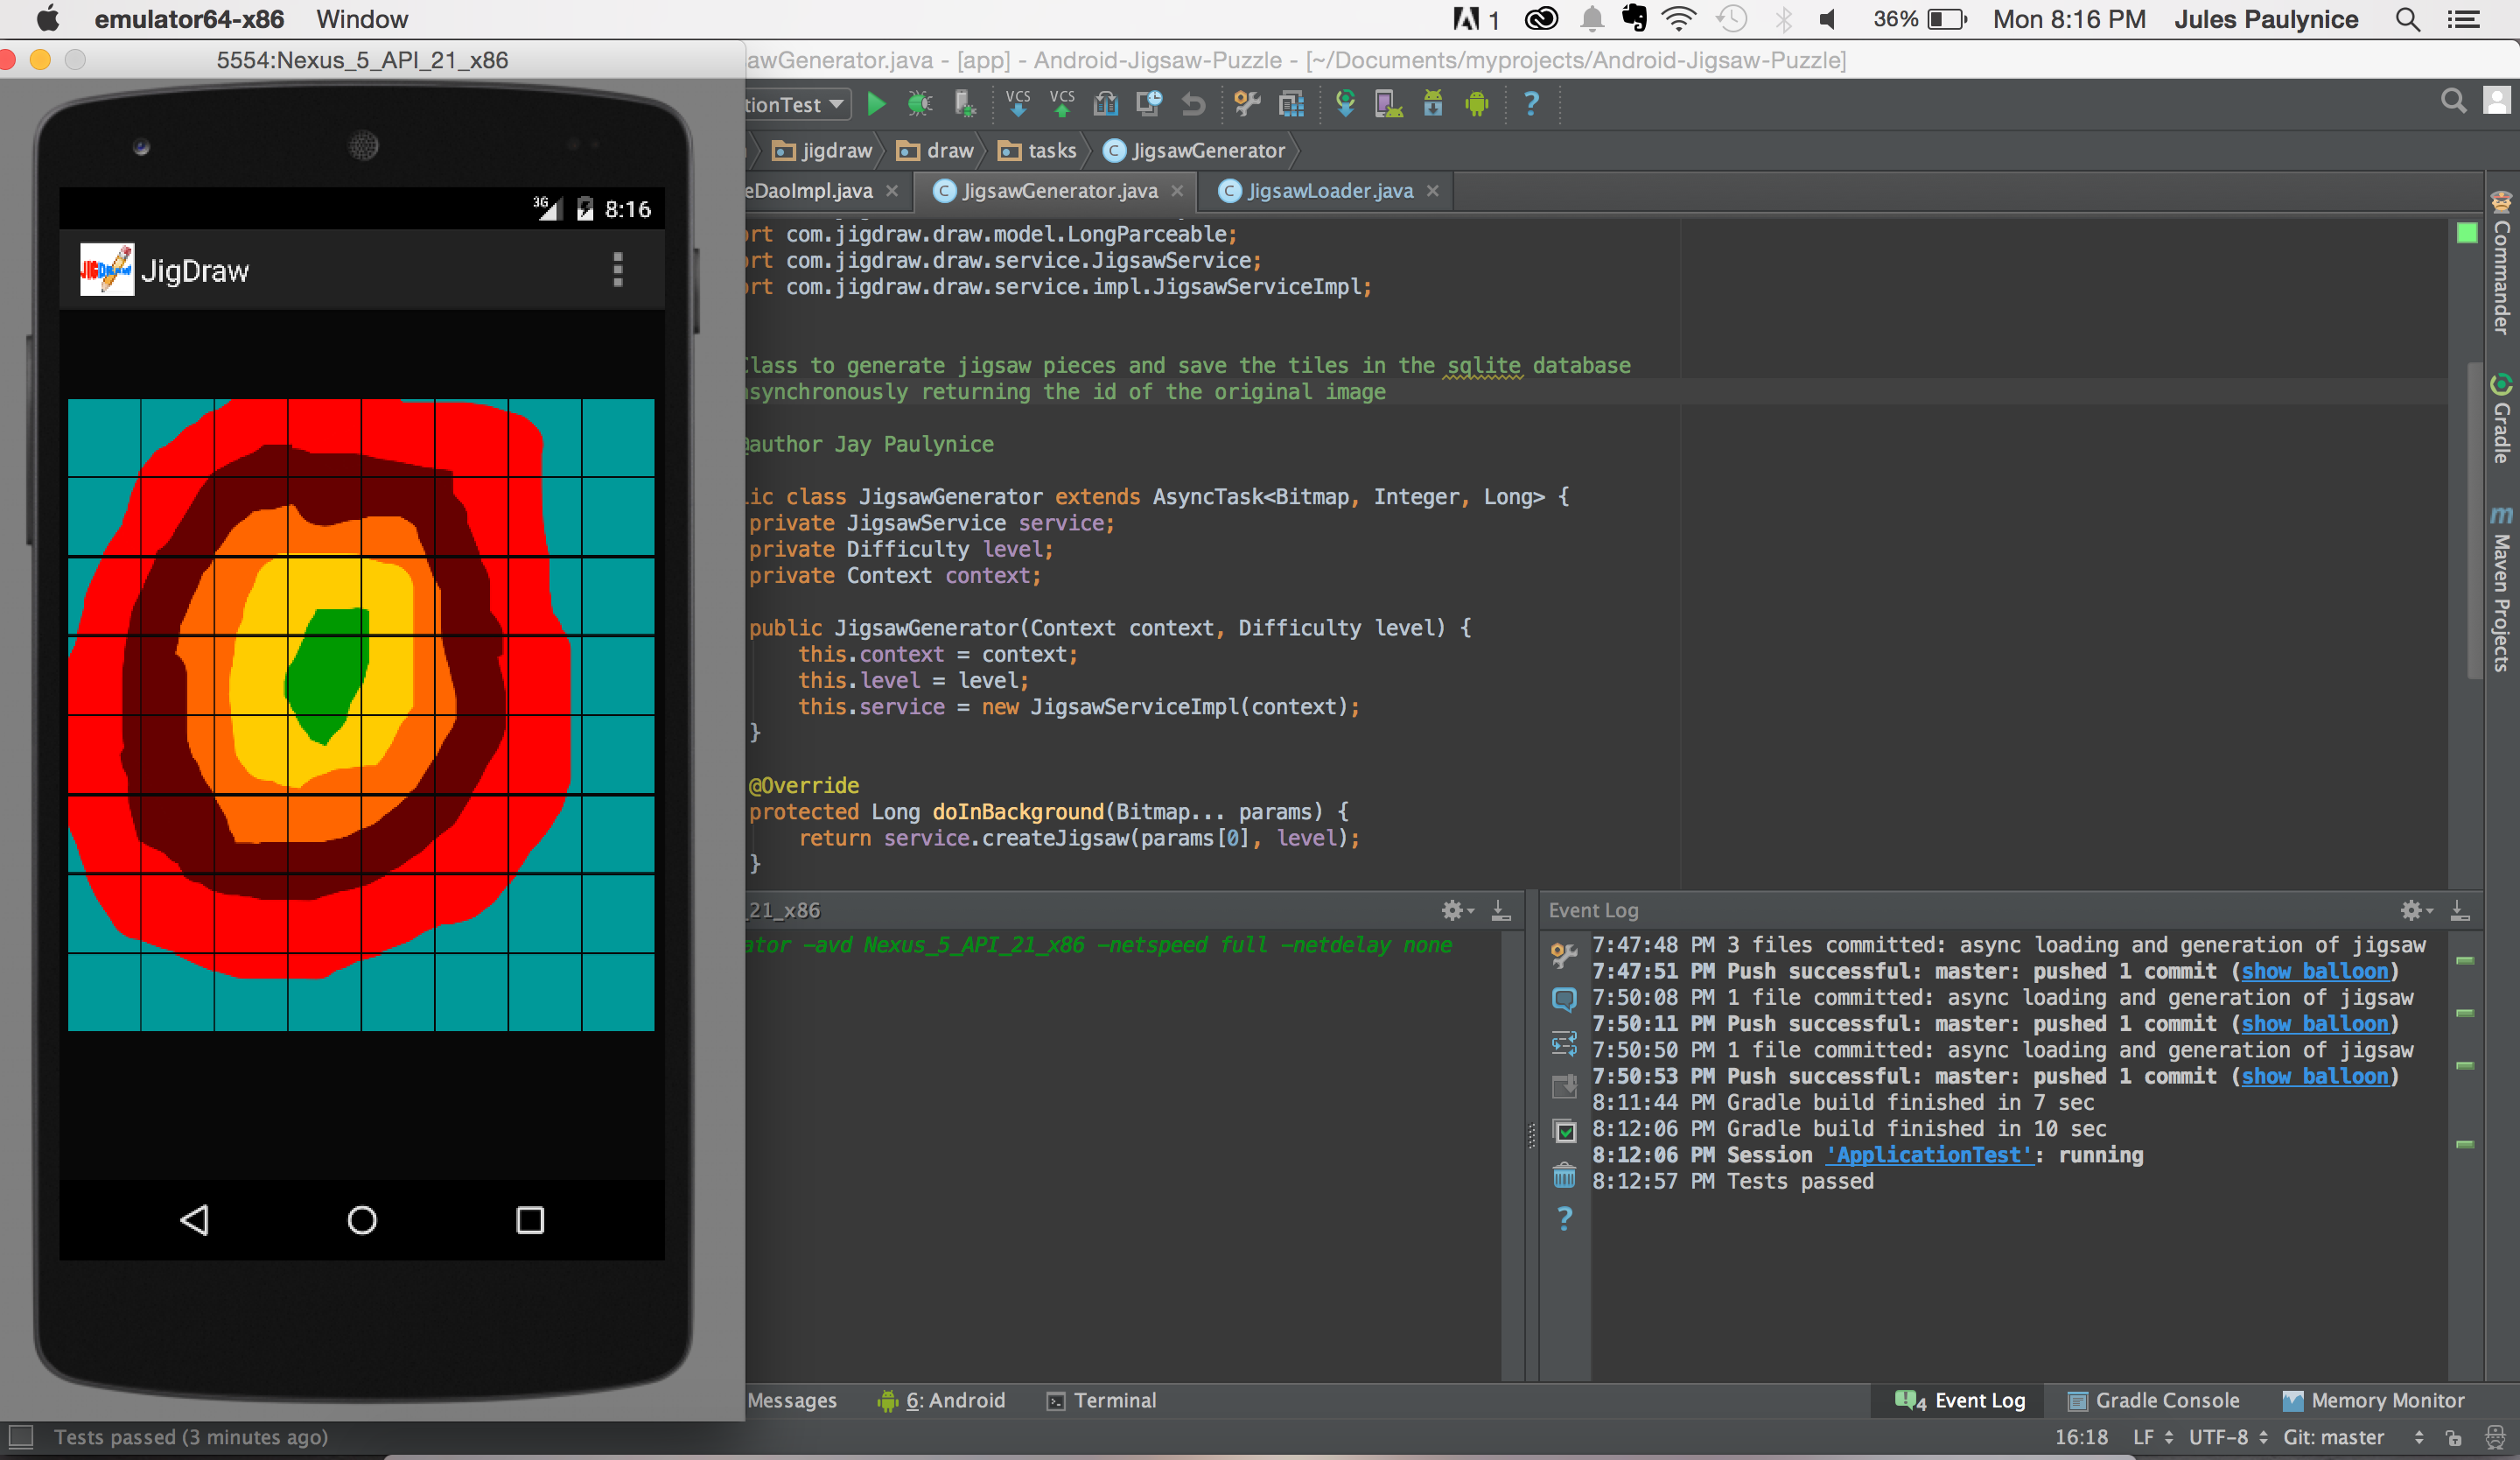 emulator64-x86 Window 1 36% Mon 8:16 PM Jules Paulynice
5554:Nexus_5_API_21_x86
awGenerator.java - [app] - Android-Jigsaw-Puzzle - [~/Documents/myprojects/Android-Jigsaw-Puzzle]
tionTest VCS VCS ?
jigdraw draw tasks C JigsawGenerator
eDaoImpl.java C JigsawGenerator.java C JigsawLoader.java
3G 8:16
JIGDRAW JigDraw
rt com.jigdraw.draw.model.LongParceable;
rt com.jigdraw.draw.service.JigsawService;
rt com.jigdraw.draw.service.impl.JigsawServiceImpl;
lass to generate jigsaw pieces and save the tiles in the sqlite database
synchronously returning the id of the original image
@author Jay Paulynice
ic class JigsawGenerator extends AsyncTask<Bitmap, Integer, Long> {
private JigsawService service;
private Difficulty level;
private Context context;
public JigsawGenerator(Context context, Difficulty level) {
this.context = context;
this.level = level;
this.service = new JigsawServiceImpl(context);
}
@Override
protected Long doInBackground(Bitmap... params) {
return service.createJigsaw(params[0], level);
}
Commander
Gradle
m Maven Projects
_21_x86
ator -avd Nexus_5_API_21_x86 -netspeed full -netdelay none
Event Log
7:47:48 PM 3 files committed: async loading and generation of jigsaw
7:47:51 PM Push successful: master: pushed 1 commit (show balloon)
7:50:08 PM 1 file committed: async loading and generation of jigsaw
7:50:11 PM Push successful: master: pushed 1 commit (show balloon)
7:50:50 PM 1 file committed: async loading and generation of jigsaw
7:50:53 PM Push successful: master: pushed 1 commit (show balloon)
8:11:44 PM Gradle build finished in 7 sec
8:12:06 PM Gradle build finished in 10 sec
8:12:06 PM Session 'ApplicationTest': running
8:12:57 PM Tests passed
?
Messages 6: Android Terminal 4 Event Log Gradle Console Memory Monitor
Tests passed (3 minutes ago) 16:18 LF UTF-8 Git: master